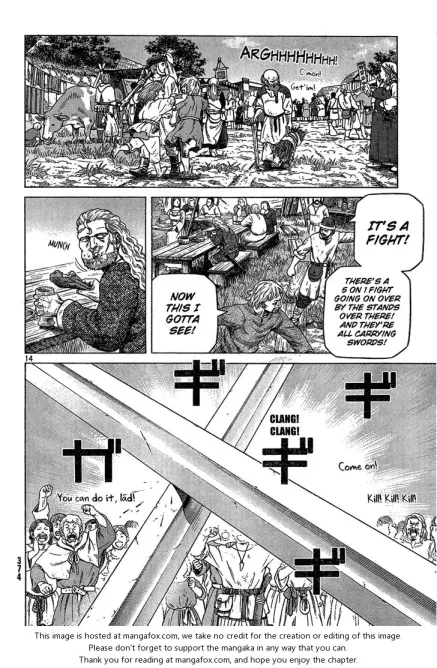 ARGHHHHHHHH!
C'mon!
Get'im!
MUNCH
IT'S A
FIGHT!
THERE'S A
5 ON 1 FIGHT
GOING ON OVER
BY THE STANDS
OVER THERE!
AND THEY'RE
ALL CARRYING
SWORDS!
NOW
THIS I
GOTTA
SEE!
14
ギ
ギ
CLANG!
CLANG!
ガ
ギ
Come on!
You can do it, lad!
Kill! Kill! Kill!
ギ
374
This image is hosted at mangafox.com, we take no credit for the creation or editing of this image.
Please don't forget to support the mangaka in any way that you can.
Thank you for reading at mangafox.com, and hope you enjoy the chapter.